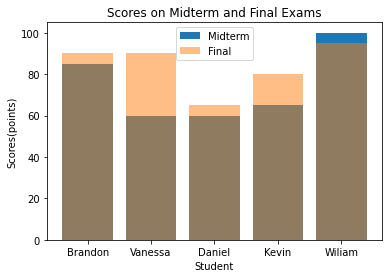 Scores on Midterm and Final Exams
Midterm
Final
100
80
60
40
20
0
Scores(points)
Brandon Vanessa Daniel Kevin Wiliam
Student